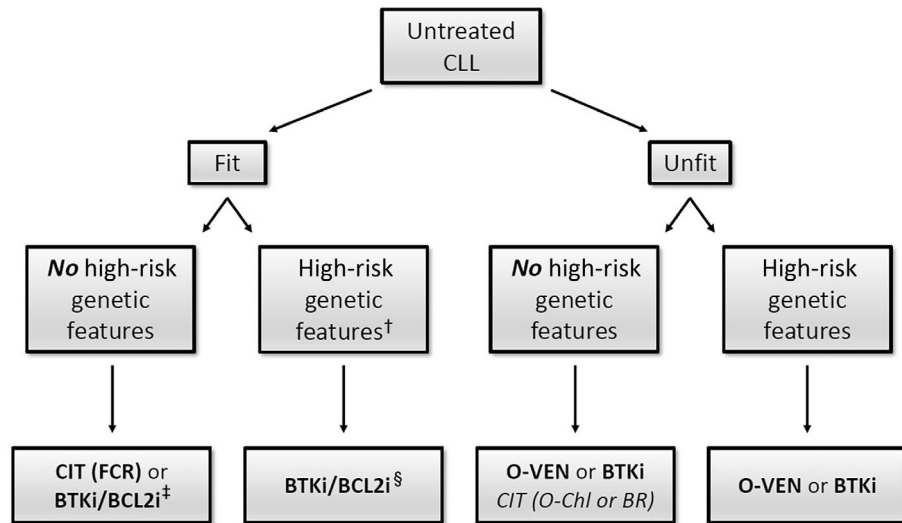 Untreated
CLL
Fit
Unfit
No high-risk
genetic
features
High-risk
genetic
features†
No high-risk
genetic
features
High-risk
genetic
features
CIT (FCR) or
BTKi/BCL2i‡
BTKi/BCL2i§
O-VEN or BTKi
CIT (O-Chl or BR)
O-VEN or BTKi